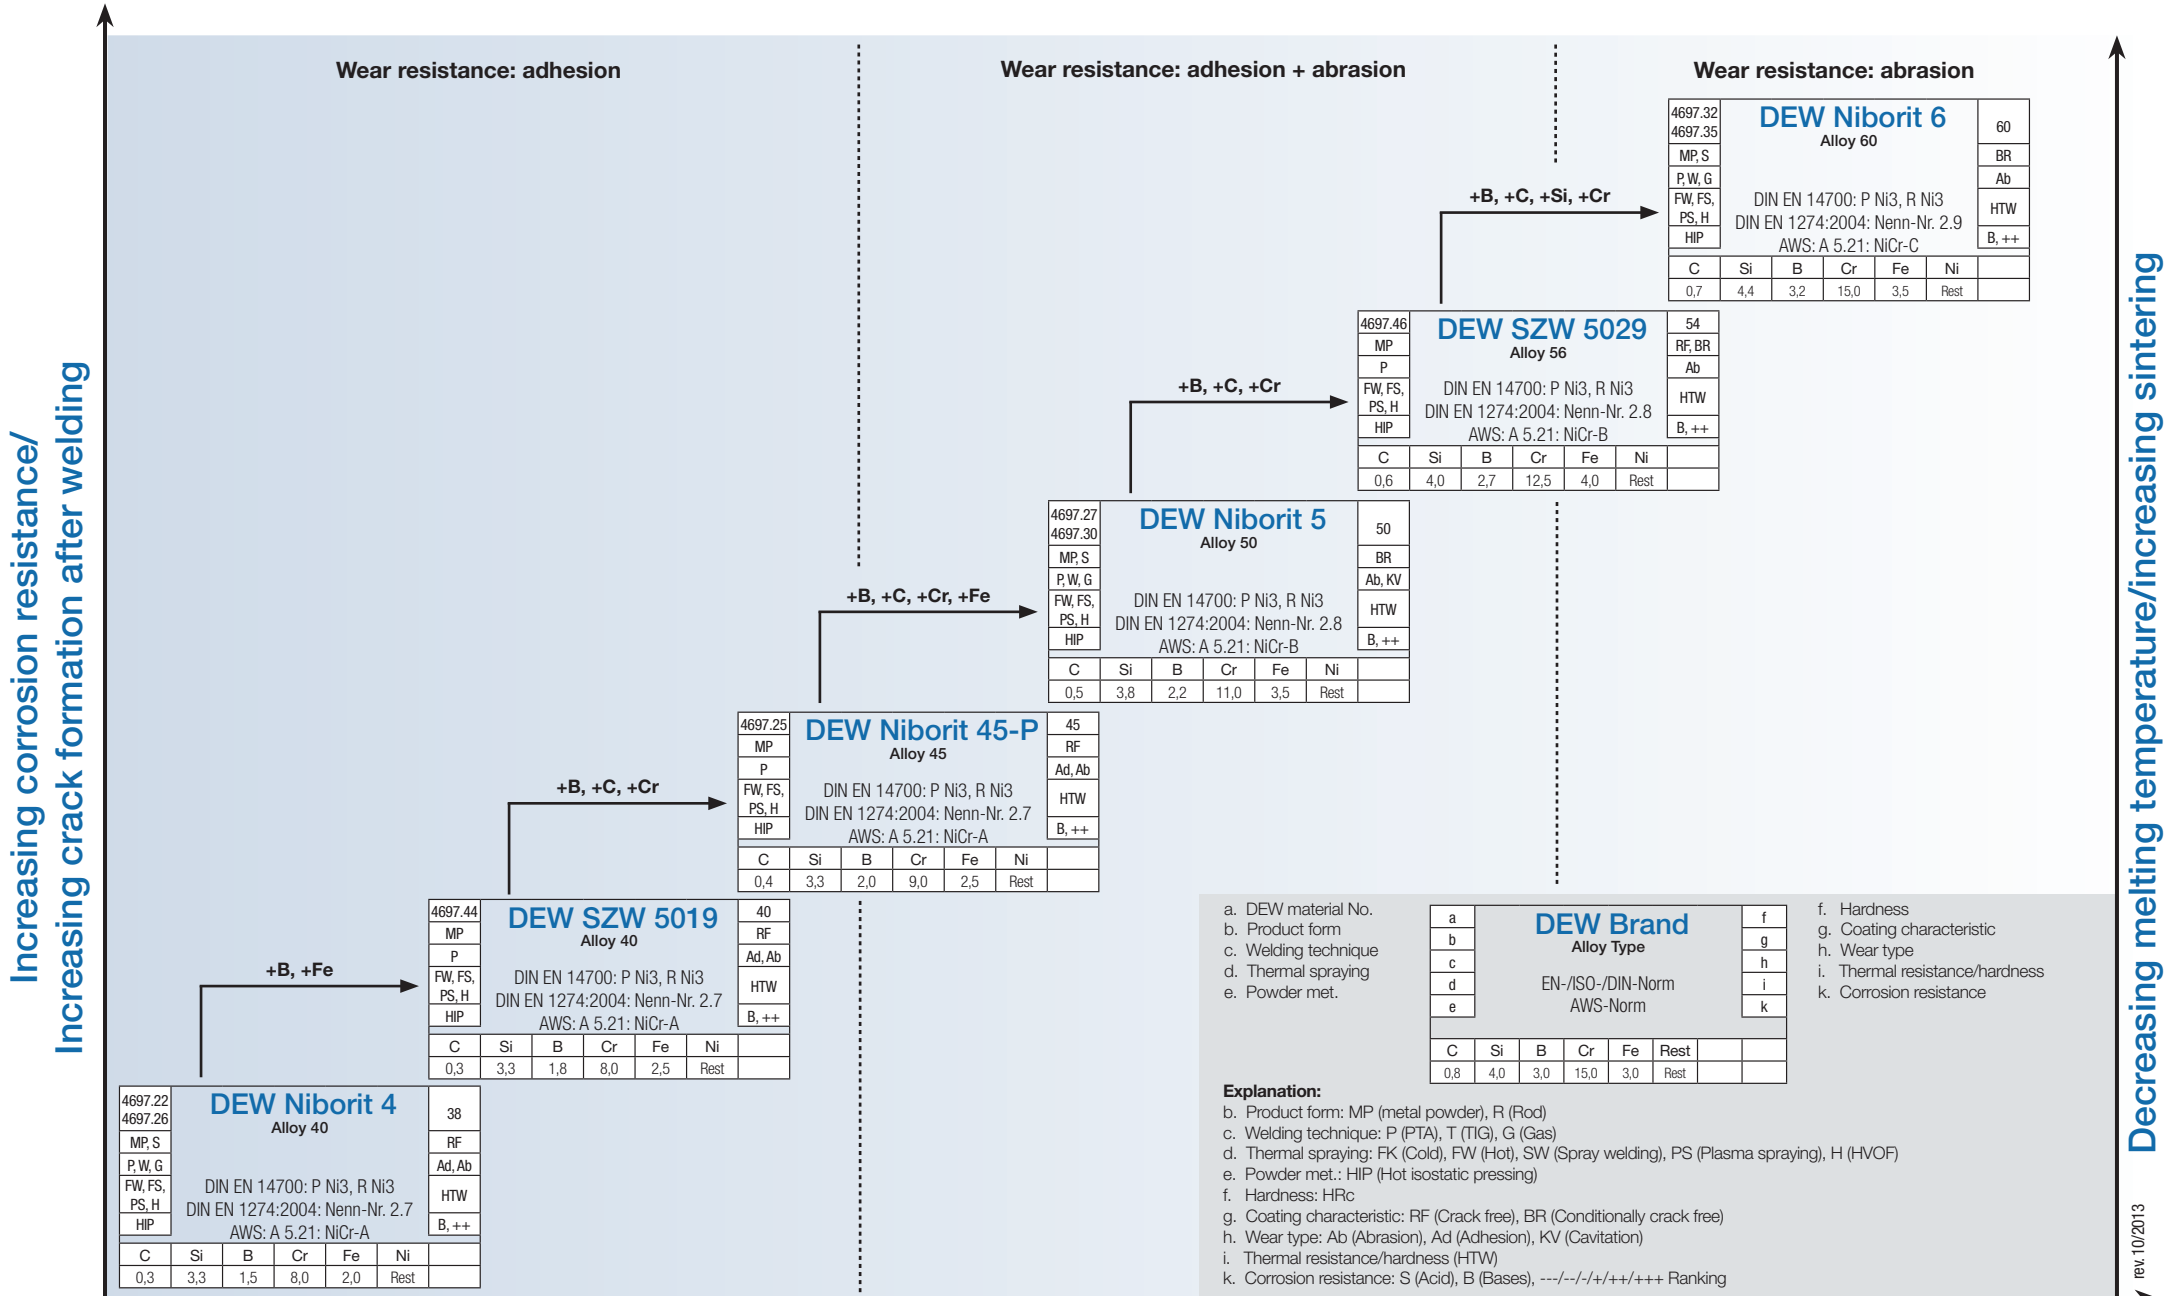 Increasing corrosion resistance/
Increasing crack formation after welding
Wear resistance: adhesion
Wear resistance: adhesion + abrasion
Wear resistance: abrasion
4697.32
4697.35
MP, S
P, W, G
FW, FS,
PS, H
HIP
DEW Niborit 6
Alloy 60
DIN EN 14700: P Ni3, R Ni3
DIN EN 1274:2004: Nenn-Nr. 2.9
AWS: A 5.21: NiCr-C
60
BR
Ab
HTW
B, ++
C Si B Cr Fe Ni
0,7 4,4 3,2 15,0 3,5 Rest
+B, +C, +Si, +Cr
4697.46
MP
P
FW, FS,
PS, H
HIP
DEW SZW 5029
Alloy 56
DIN EN 14700: P Ni3, R Ni3
DIN EN 1274:2004: Nenn-Nr. 2.8
AWS: A 5.21: NiCr-B
54
RF, BR
Ab
HTW
B, ++
C Si B Cr Fe Ni
0,6 4,0 2,7 12,5 4,0 Rest
+B, +C, +Cr
4697.27
4697.30
MP, S
P, W, G
FW, FS,
PS, H
HIP
DEW Niborit 5
Alloy 50
DIN EN 14700: P Ni3, R Ni3
DIN EN 1274:2004: Nenn-Nr. 2.8
AWS: A 5.21: NiCr-B
50
BR
Ab, KV
HTW
B, ++
C Si B Cr Fe Ni
0,5 3,8 2,2 11,0 3,5 Rest
+B, +C, +Cr, +Fe
4697.25
MP
P
FW, FS,
PS, H
HIP
DEW Niborit 45-P
Alloy 45
DIN EN 14700: P Ni3, R Ni3
DIN EN 1274:2004: Nenn-Nr. 2.7
AWS: A 5.21: NiCr-A
45
RF
Ad, Ab
HTW
B, ++
C Si B Cr Fe Ni
0,4 3,3 2,0 9,0 2,5 Rest
+B, +C, +Cr
4697.44
MP
P
FW, FS,
PS, H
HIP
DEW SZW 5019
Alloy 40
DIN EN 14700: P Ni3, R Ni3
DIN EN 1274:2004: Nenn-Nr. 2.7
AWS: A 5.21: NiCr-A
40
RF
Ad, Ab
HTW
B, ++
C Si B Cr Fe Ni
0,3 3,3 1,8 8,0 2,5 Rest
+B, +Fe
4697.22
4697.26
MP, S
P, W, G
FW, FS,
PS, H
HIP
DEW Niborit 4
Alloy 40
DIN EN 14700: P Ni3, R Ni3
DIN EN 1274:2004: Nenn-Nr. 2.7
AWS: A 5.21: NiCr-A
38
RF
Ad, Ab
HTW
B, ++
C Si B Cr Fe Ni
0,3 3,3 1,5 8,0 2,0 Rest
a. DEW material No.
b. Product form
c. Welding technique
d. Thermal spraying
e. Powder met.
a
b
c
d
e
DEW Brand
Alloy Type
EN-/ISO-/DIN-Norm
AWS-Norm
f
g
h
i
k
C Si B Cr Fe Rest
0,8 4,0 3,0 15,0 3,0 Rest
f. Hardness
g. Coating characteristic
h. Wear type
i. Thermal resistance/hardness
k. Corrosion resistance
Explanation:
b. Product form: MP (metal powder), R (Rod)
c. Welding technique: P (PTA), T (TIG), G (Gas)
d. Thermal spraying: FK (Cold), FW (Hot), SW (Spray welding), PS (Plasma spraying), H (HVOF)
e. Powder met.: HIP (Hot isostatic pressing)
f. Hardness: HRc
g. Coating characteristic: RF (Crack free), BR (Conditionally crack free)
h. Wear type: Ab (Abrasion), Ad (Adhesion), KV (Cavitation)
i. Thermal resistance/hardness (HTW)
k. Corrosion resistance: S (Acid), B (Bases), ---/--/-/+/++/+++ Ranking
Decreasing melting temperature/increasing sintering
rev. 10/2013